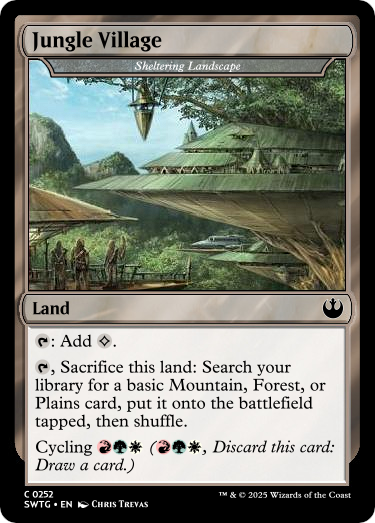 Jungle Village
Sheltering Landscape
Land
: Add .
, Sacrifice this land: Search your
library for a basic Mountain, Forest, or
Plains card, put it onto the battlefield
tapped, then shuffle.
Cycling ( , Discard this card:
Draw a card.)
C 0252
SWTG • EN Chris Trevas
™ & © 2025 Wizards of the Coast